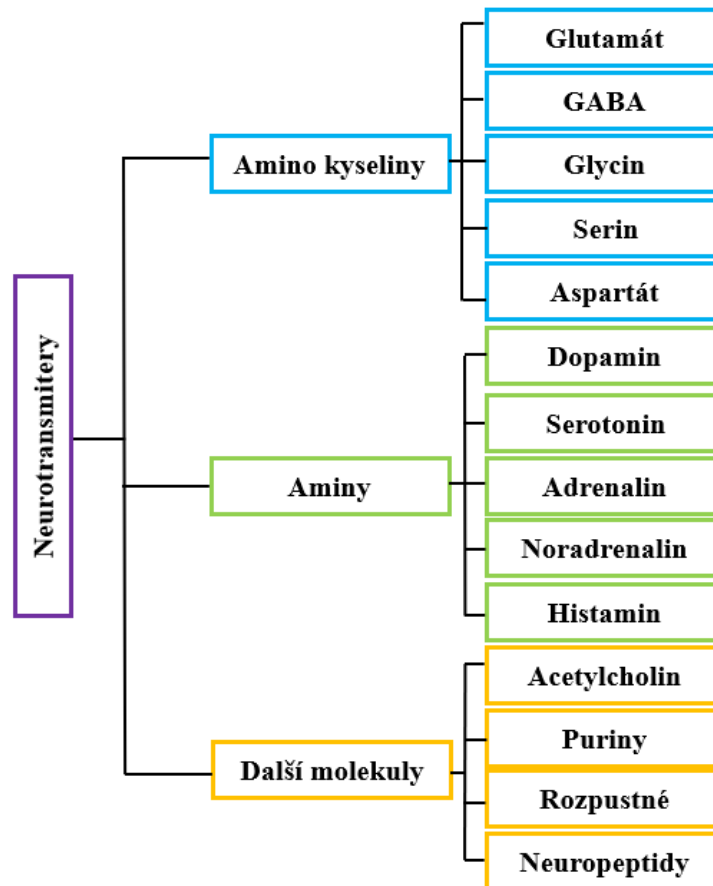 Neurotransmitery
Amino kyseliny
Glutamát
GABA
Glycin
Serin
Aspartát
Aminy
Dopamin
Serotonin
Adrenalin
Noradrenalin
Histamin
Další molekuly
Acetylcholin
Puriny
Rozpustné
Neuropeptidy